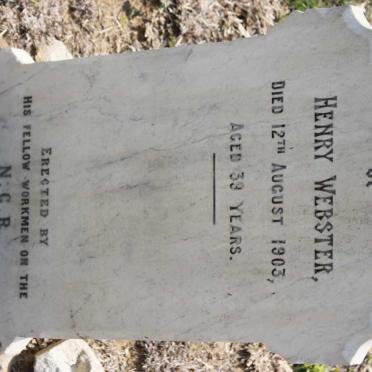 HENRY WEBSTER,
DIED 12TH AUGUST 1903,
AGED 39 YEARS.
ERECTED BY
HIS FELLOW WORKMEN ON THE
N.G.R.